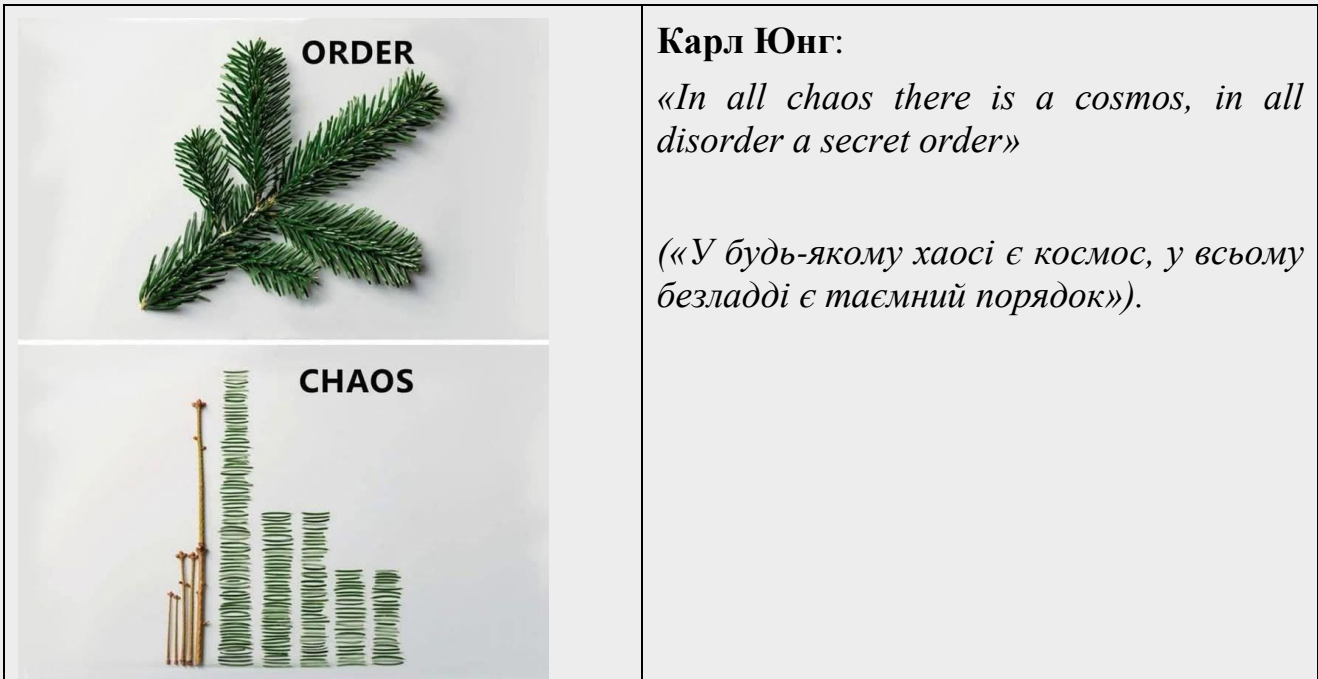 ORDER
CHAOS
Карл Юнг:
«In all chaos there is a cosmos, in all
disorder a secret order»
(«У будь-якому хаосі є космос, у всьому
безладді є таємний порядок»).